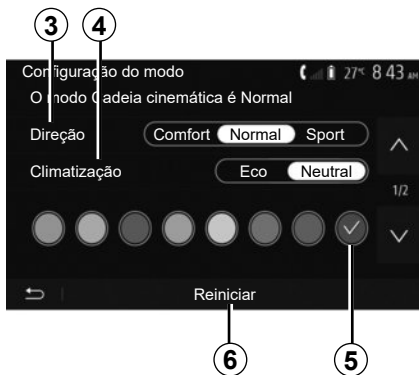 3 4
Configuração do modo 27°C 8 43 AM
O modo Cadeia cinemática é Normal
Direção Comfort Normal Sport
Climatização Eco Neutral
1/2
Reiniciar
6 5